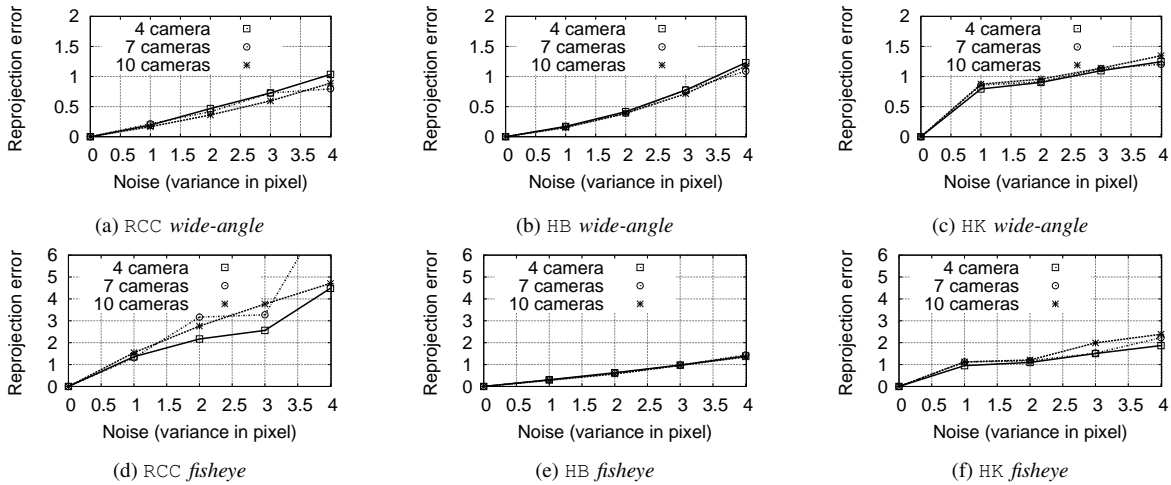 Reprojection error
2
1.5
1
0.5
0
4 camera
7 cameras
10 cameras
0 0.5 1 1.5 2 2.5 3 3.5 4
Noise (variance in pixel)
(a) RCC wide-angle
Reprojection error
2
1.5
1
0.5
0
4 camera
7 cameras
10 cameras
0 0.5 1 1.5 2 2.5 3 3.5 4
Noise (variance in pixel)
(b) HB wide-angle
Reprojection error
2
1.5
1
0.5
0
4 camera
7 cameras
10 cameras
0 0.5 1 1.5 2 2.5 3 3.5 4
Noise (variance in pixel)
(c) HK wide-angle
Reprojection error
6
5
4
3
2
1
0
4 camera
7 cameras
10 cameras
0 0.5 1 1.5 2 2.5 3 3.5 4
Noise (variance in pixel)
(d) RCC fisheye
Reprojection error
6
5
4
3
2
1
0
4 camera
7 cameras
10 cameras
0 0.5 1 1.5 2 2.5 3 3.5 4
Noise (variance in pixel)
(e) HB fisheye
Reprojection error
6
5
4
3
2
1
0
4 camera
7 cameras
10 cameras
0 0.5 1 1.5 2 2.5 3 3.5 4
Noise (variance in pixel)
(f) HK fisheye